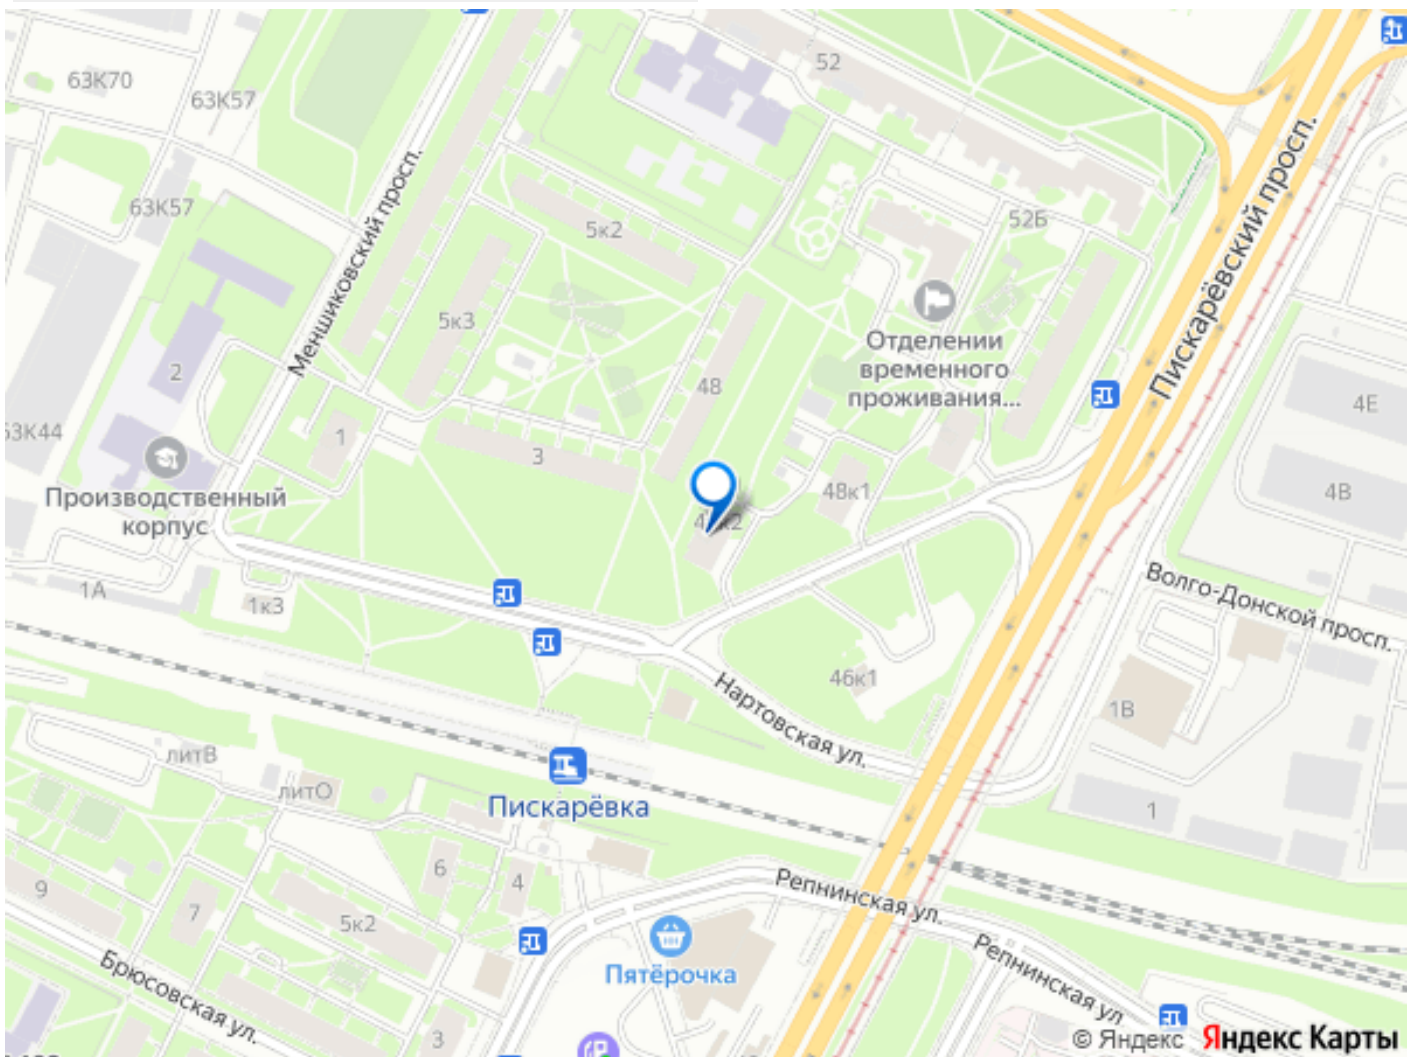 52
63К70
63К57
Пискарёвский просп.
Меншиковский просп.
63К57
5к2
52Б
5к3
Отделении
временного
проживания...
2
48
4Е
1
3
48к1
4В
Производственный
корпус
1А
1к3
Волго-Донской просп.
46к1
1В
Нартовская ул.
литВ
литО
Пискарёвка
1
6
4
9
7
5к2
Репнинская ул.
Репнинская ул.
Пятёрочка
Брюсовская ул.
3
© Яндекс Яндекс Карты